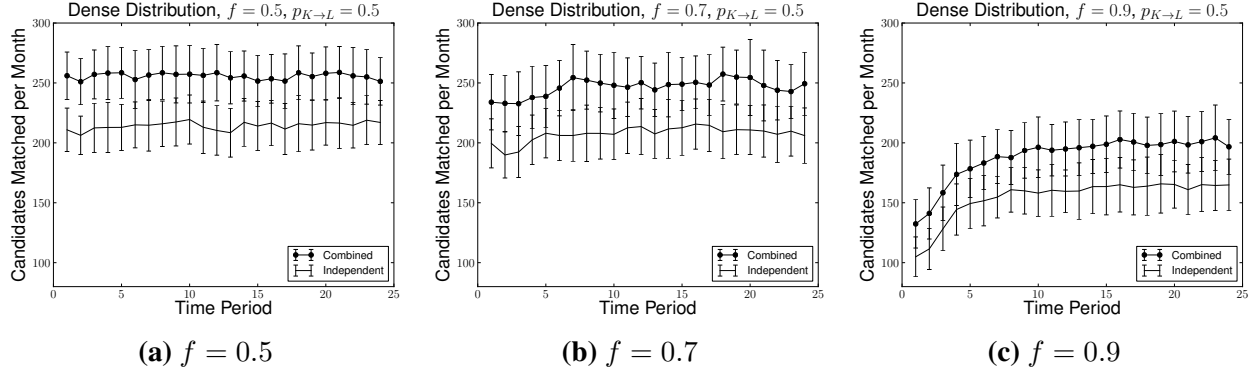 Dense Distribution, f = 0.5, p_{K→L} = 0.5
Candidates Matched per Month
300
250
200
150
100
0
5
10
15
20
25
Time Period
Combined
Independent
(a) f = 0.5
Dense Distribution, f = 0.7, p_{K→L} = 0.5
Candidates Matched per Month
300
250
200
150
100
0
5
10
15
20
25
Time Period
Combined
Independent
(b) f = 0.7
Dense Distribution, f = 0.9, p_{K→L} = 0.5
Candidates Matched per Month
300
250
200
150
100
0
5
10
15
20
25
Time Period
Combined
Independent
(c) f = 0.9